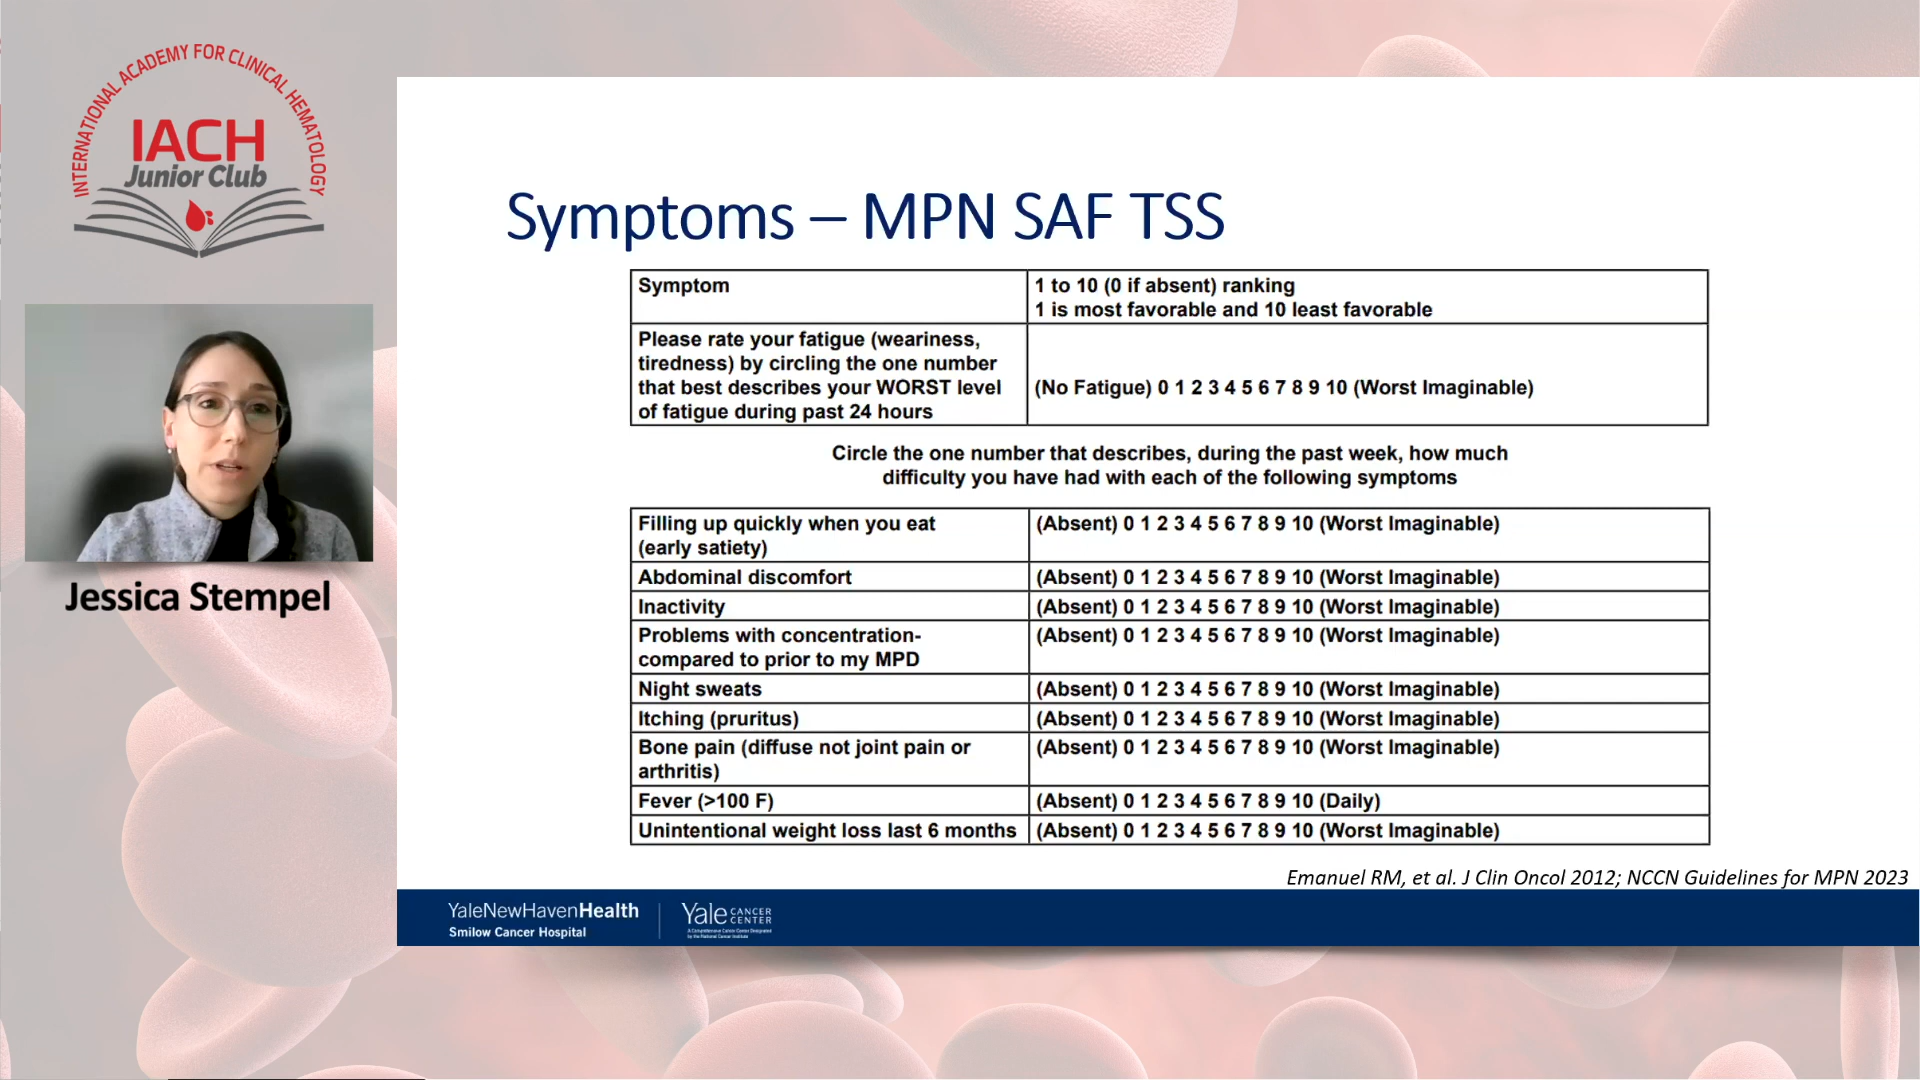 INTERNATIONAL ACADEMY FOR CLINICAL HEMATOLOGY
IACH
Junior Club
Jessica Stempel
Symptoms – MPN SAF TSS
Symptom
1 to 10 (0 if absent) ranking
1 is most favorable and 10 least favorable
Please rate your fatigue (weariness,
tiredness) by circling the one number
that best describes your WORST level
of fatigue during past 24 hours
(No Fatigue) 0 1 2 3 4 5 6 7 8 9 10 (Worst Imaginable)
Circle the one number that describes, during the past week, how much
difficulty you have had with each of the following symptoms
Filling up quickly when you eat
(early satiety)
(Absent) 0 1 2 3 4 5 6 7 8 9 10 (Worst Imaginable)
Abdominal discomfort
(Absent) 0 1 2 3 4 5 6 7 8 9 10 (Worst Imaginable)
Inactivity
(Absent) 0 1 2 3 4 5 6 7 8 9 10 (Worst Imaginable)
Problems with concentration-
compared to prior to my MPD
(Absent) 0 1 2 3 4 5 6 7 8 9 10 (Worst Imaginable)
Night sweats
(Absent) 0 1 2 3 4 5 6 7 8 9 10 (Worst Imaginable)
Itching (pruritus)
(Absent) 0 1 2 3 4 5 6 7 8 9 10 (Worst Imaginable)
Bone pain (diffuse not joint pain or
arthritis)
(Absent) 0 1 2 3 4 5 6 7 8 9 10 (Worst Imaginable)
Fever (>100 F)
(Absent) 0 1 2 3 4 5 6 7 8 9 10 (Daily)
Unintentional weight loss last 6 months
(Absent) 0 1 2 3 4 5 6 7 8 9 10 (Worst Imaginable)
Emanuel RM, et al. J Clin Oncol 2012; NCCN Guidelines for MPN 2023
YaleNewHavenHealth
Smilow Cancer Hospital
Yale CANCER
CENTER
A Comprehensive Cancer Center Designated
by the National Cancer Institute